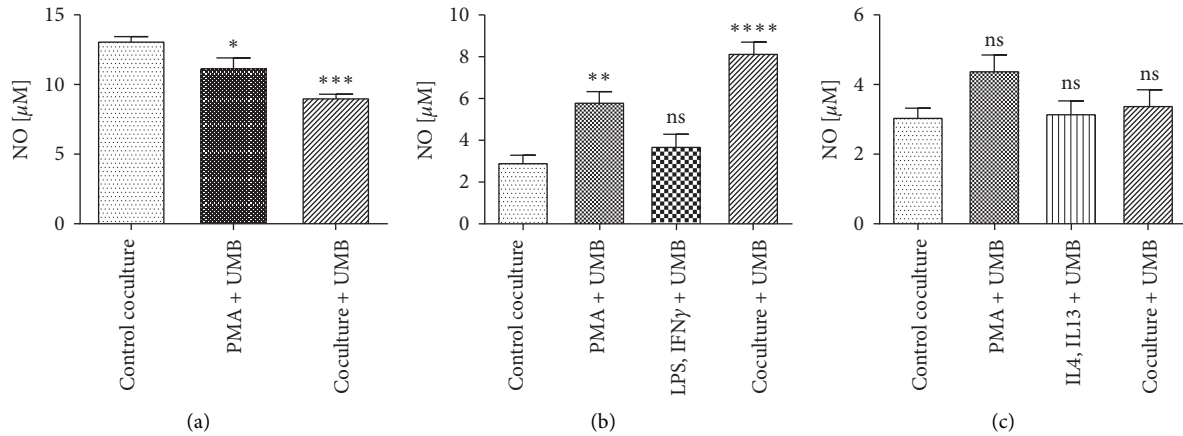 15
10
5
0
NO [μM]
*
***
Control coculture
PMA + UMB
Coculture + UMB
(a)
10
8
6
4
2
0
NO [μM]
**
ns
****
Control coculture
PMA + UMB
LPS, IFNγ + UMB
Coculture + UMB
(b)
6
4
2
0
NO [μM]
ns
ns
ns
Control coculture
PMA + UMB
IL4, IL13 + UMB
Coculture + UMB
(c)